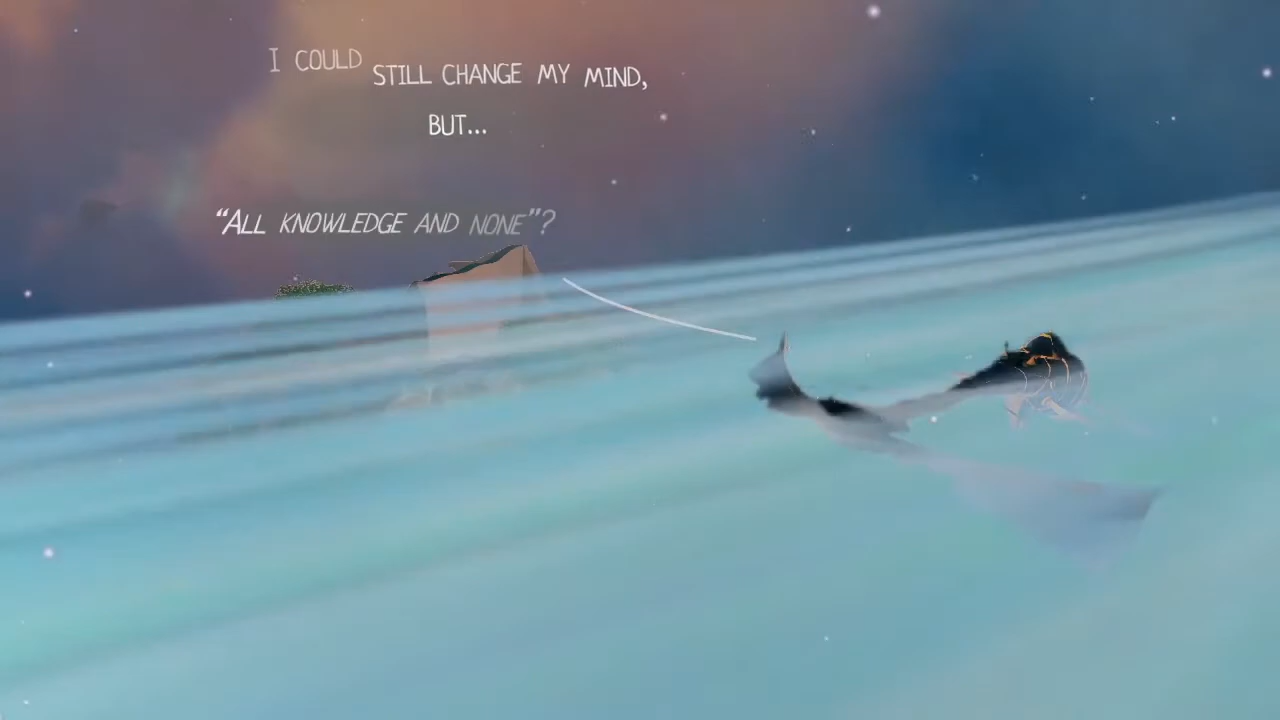 I COULD STILL CHANGE MY MIND,
BUT...
“ALL KNOWLEDGE AND NONE”?